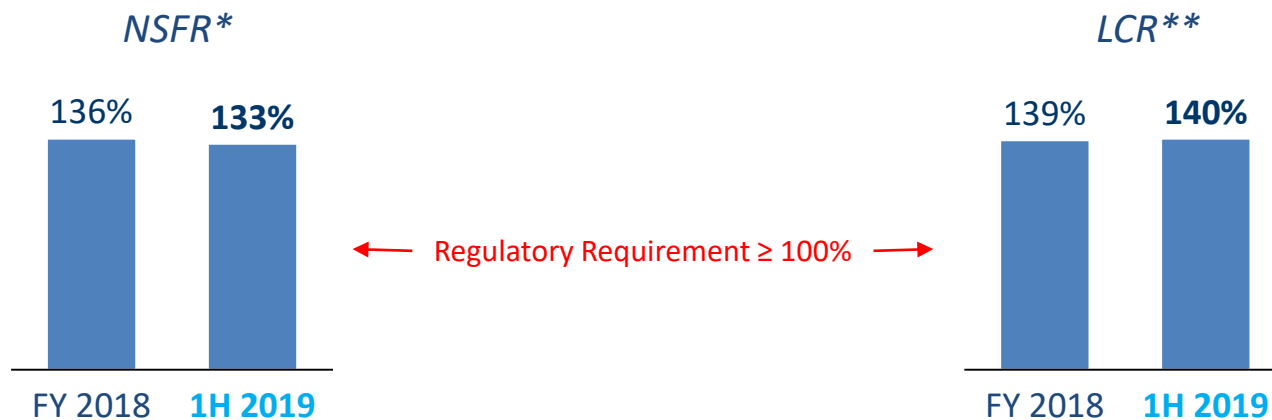 NSFR*
136%
133%
FY 2018
1H 2019
Regulatory Requirement ≥ 100%
LCR**
139%
140%
FY 2018
1H 2019